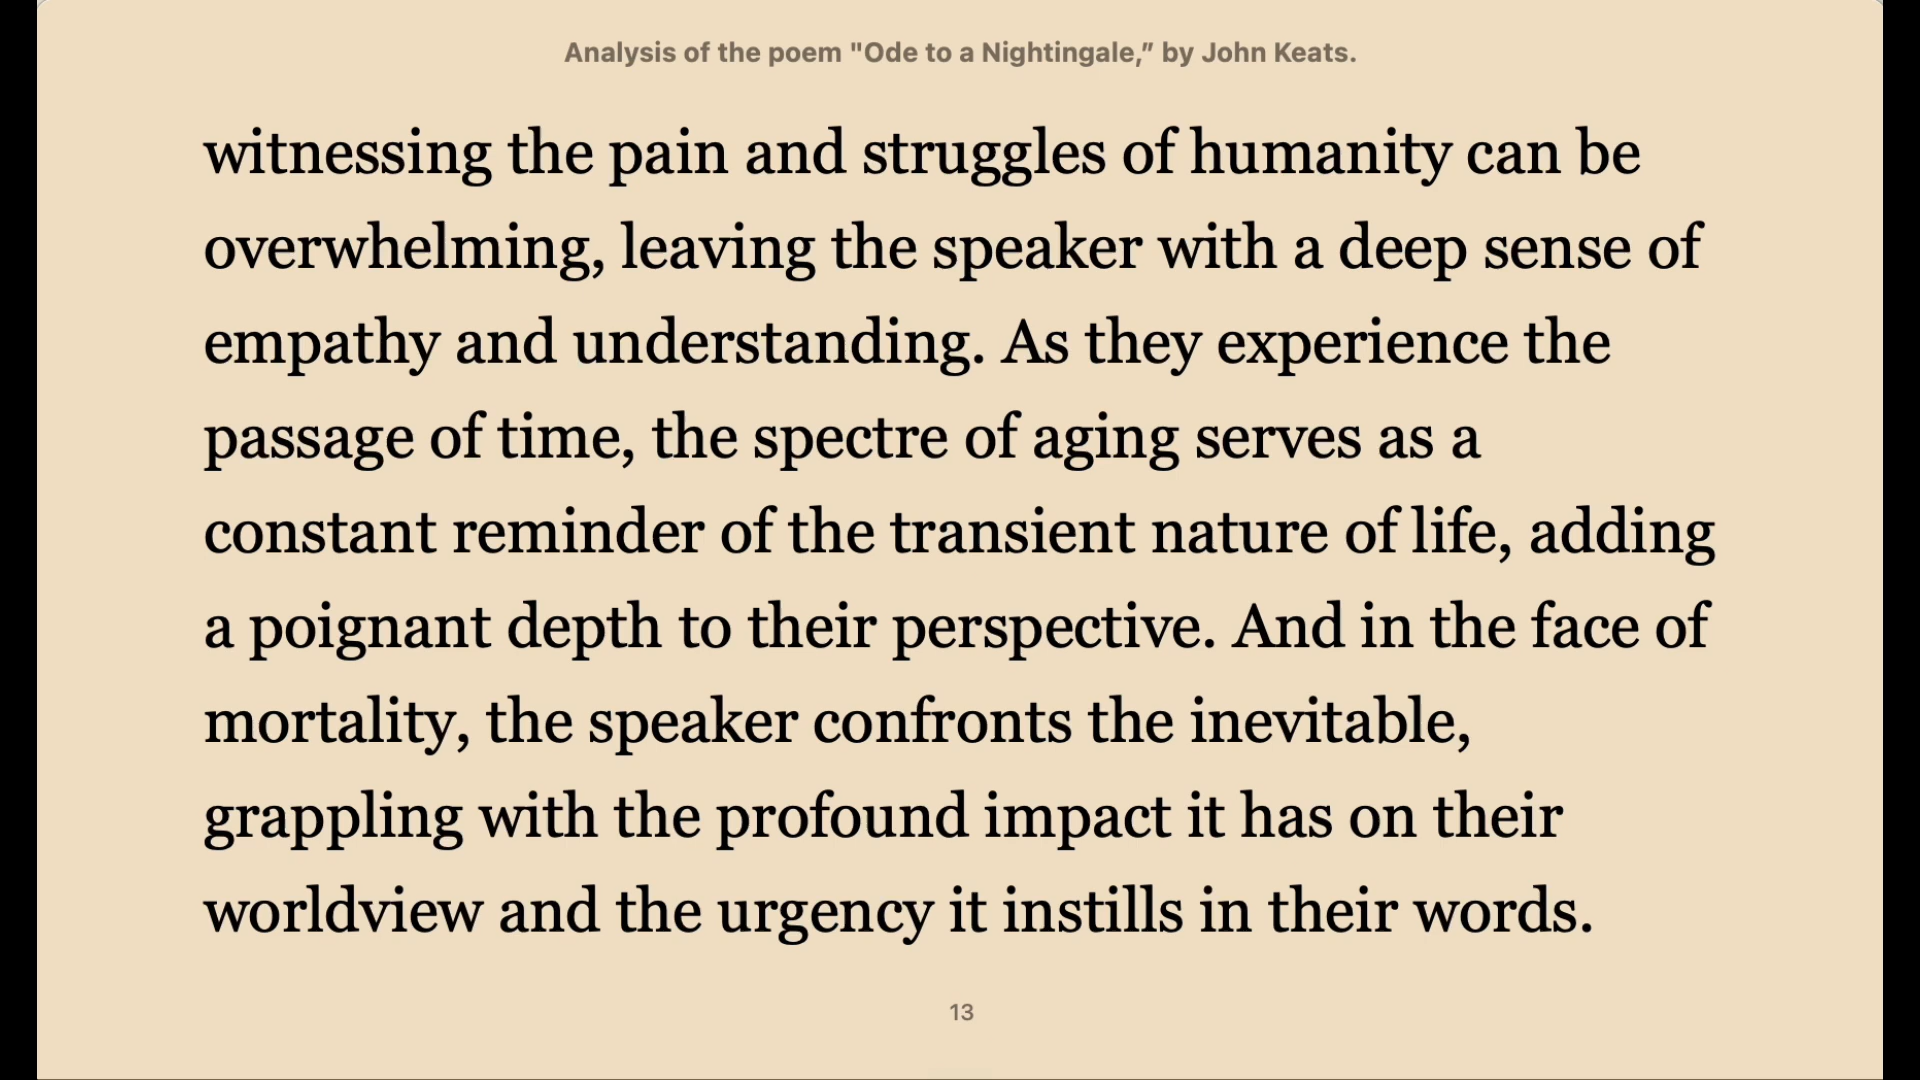 Analysis of the poem "Ode to a Nightingale,” by John Keats.
witnessing the pain and struggles of humanity can be
overwhelming, leaving the speaker with a deep sense of
empathy and understanding. As they experience the
passage of time, the spectre of aging serves as a
constant reminder of the transient nature of life, adding
a poignant depth to their perspective. And in the face of
mortality, the speaker confronts the inevitable,
grappling with the profound impact it has on their
worldview and the urgency it instills in their words.
13